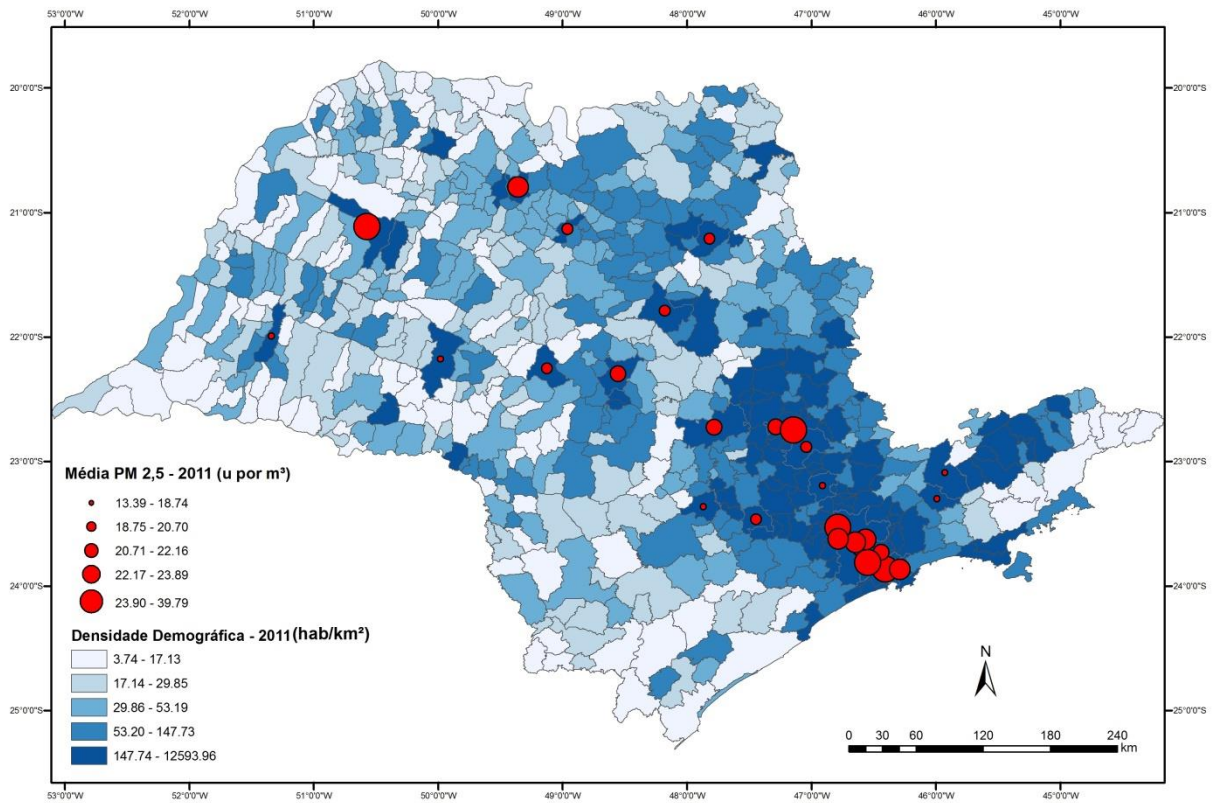 53°0'0"W 52°0'0"W 51°0'0"W 50°0'0"W 49°0'0"W 48°0'0"W 47°0'0"W 46°0'0"W 45°0'0"W
20°0'0"S 20°0'0"S
21°0'0"S 21°0'0"S
22°0'0"S 22°0'0"S
23°0'0"S 23°0'0"S
Média PM 2,5 - 2011 (u por m³)
13.39 - 18.74
18.75 - 20.70
20.71 - 22.16
22.17 - 23.89
23.90 - 39.79
24°0'0"S 24°0'0"S
Densidade Demográfica - 2011(hab/km²)
3.74 - 17.13
17.14 - 29.85
29.86 - 53.19
53.20 - 147.73
147.74 - 12593.96
N
25°0'0"S 25°0'0"S
0 15 30 60 120 180 240
km
53°0'0"W 52°0'0"W 51°0'0"W 50°0'0"W 49°0'0"W 48°0'0"W 47°0'0"W 46°0'0"W 45°0'0"W